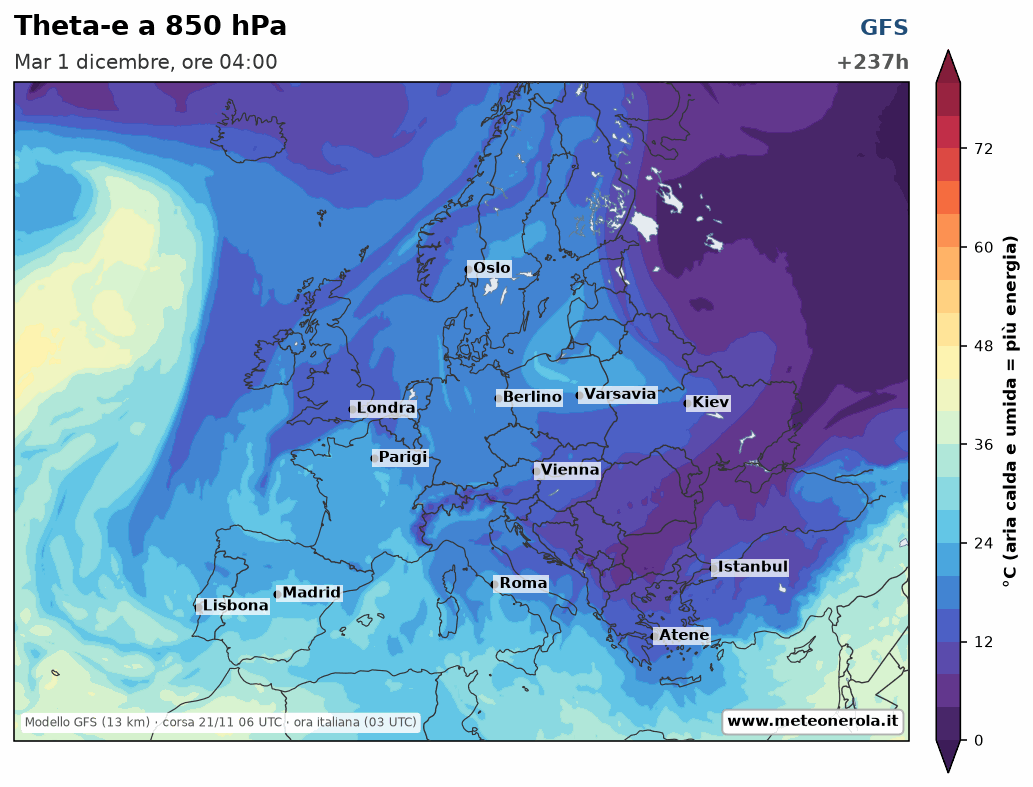 Theta-e a 850 hPa
GFS
Mar 1 dicembre, ore 04:00
+237h
72
60
48
36
24
12
0
°C (aria calda e umida = più energia)
Oslo
Londra
Berlino
Varsavia
Kiev
Parigi
Vienna
Istanbul
Roma
Madrid
Lisbona
Atene
Modello GFS (13 km) · corsa 21/11 06 UTC · ora italiana (03 UTC)
www.meteonerola.it